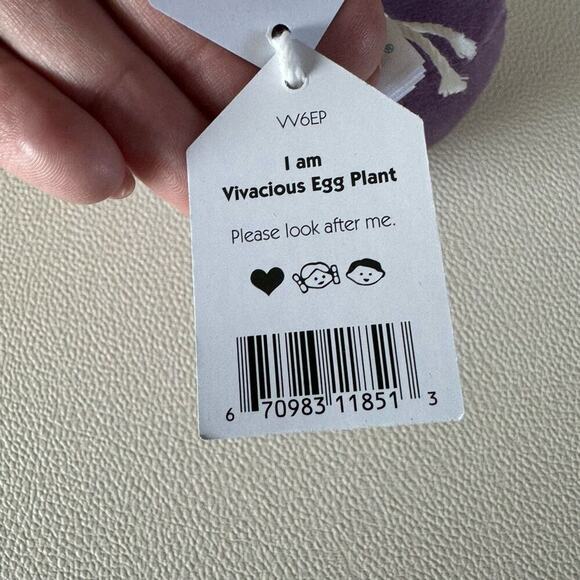 VV6EP
I am
Vivacious Egg Plant
Please look after me.
6 70983 11851 3
®